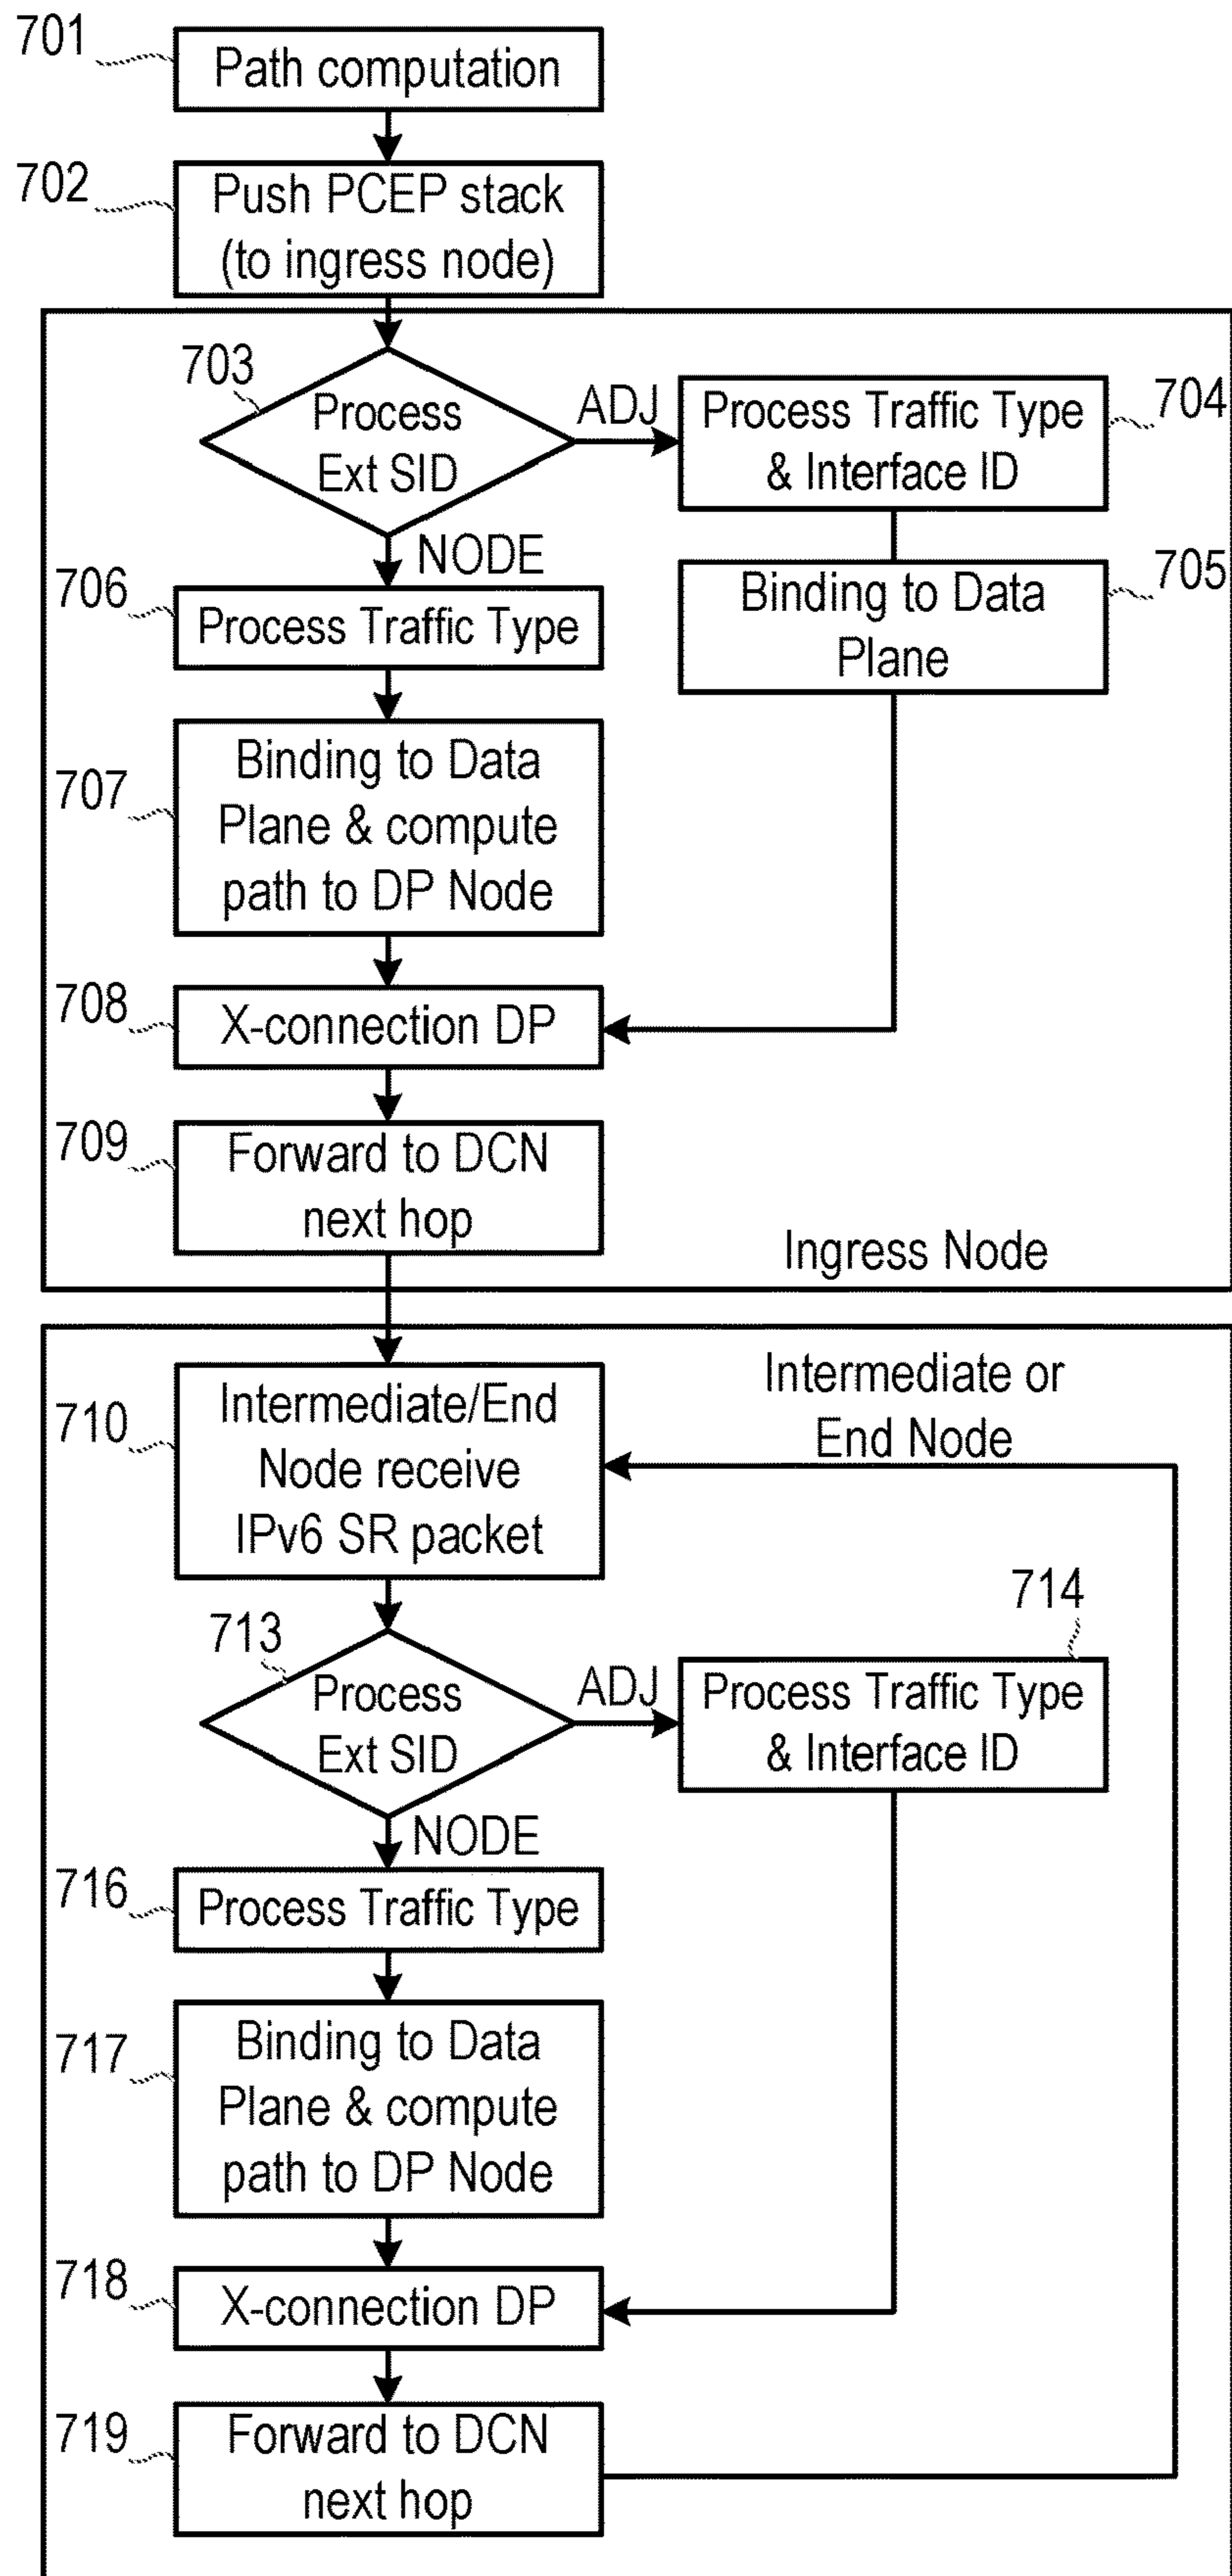 701
Path computation
702
Push PCEP stack
(to ingress node)
703
Process
Ext SID
ADJ
Process Traffic Type
& Interface ID
704
NODE
Binding to Data
Plane
705
706
Process Traffic Type
707
Binding to Data
Plane & compute
path to DP Node
708
X-connection DP
709
Forward to DCN
next hop
Ingress Node
710
Intermediate/End
Node receive
IPv6 SR packet
Intermediate or
End Node
713
Process
Ext SID
ADJ
714
Process Traffic Type
& Interface ID
NODE
716
Process Traffic Type
717
Binding to Data
Plane & compute
path to DP Node
718
X-connection DP
719
Forward to DCN
next hop